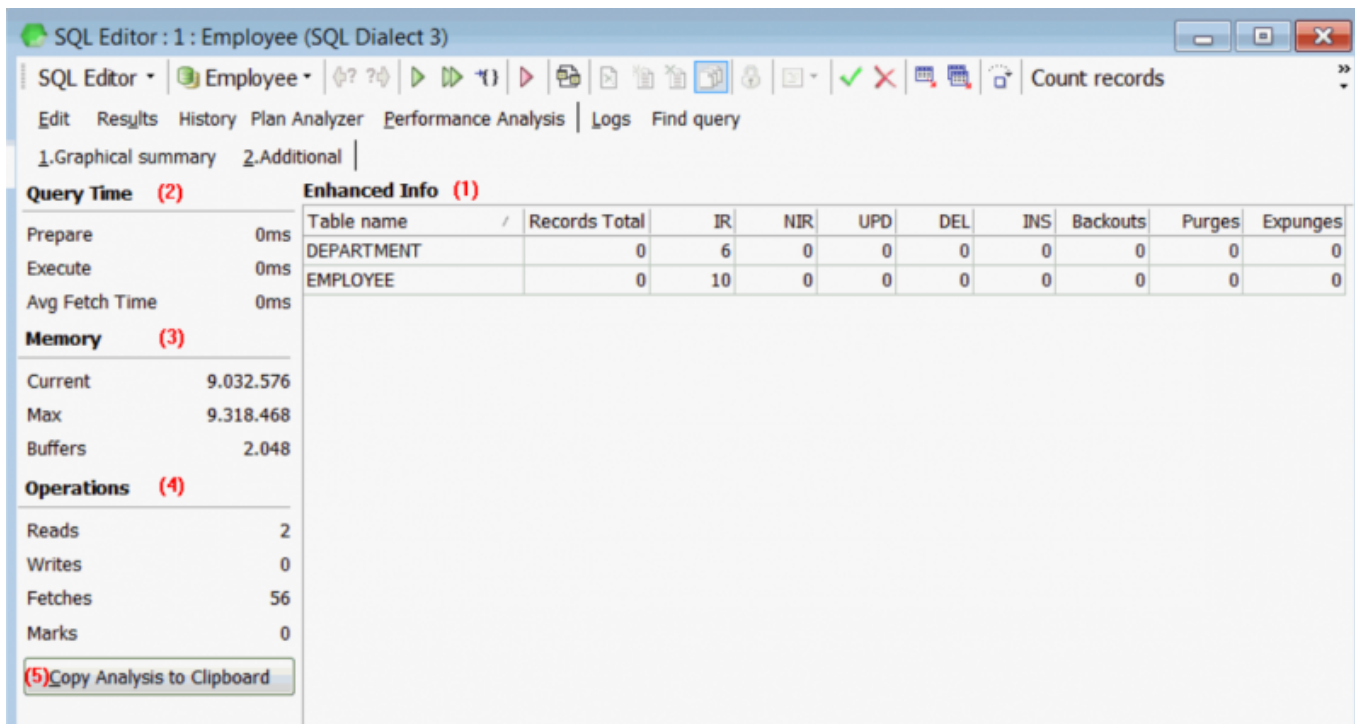 SQL Editor : 1 : Employee (SQL Dialect 3)
SQL Editor Employee Count records
Edit Results History Plan Analyzer Performance Analysis Logs Find query
1.Graphical summary 2.Additional
Query Time (2)
Prepare 0ms
Execute 0ms
Avg Fetch Time 0ms
Memory (3)
Current 9.032.576
Max 9.318.468
Buffers 2.048
Operations (4)
Reads 2
Writes 0
Fetches 56
Marks 0
(5)Copy Analysis to Clipboard
Enhanced Info (1)
Table name / Records Total IR NIR UPD DEL INS Backouts Purges Expunges
DEPARTMENT 0 6 0 0 0 0 0 0 0
EMPLOYEE 0 10 0 0 0 0 0 0 0